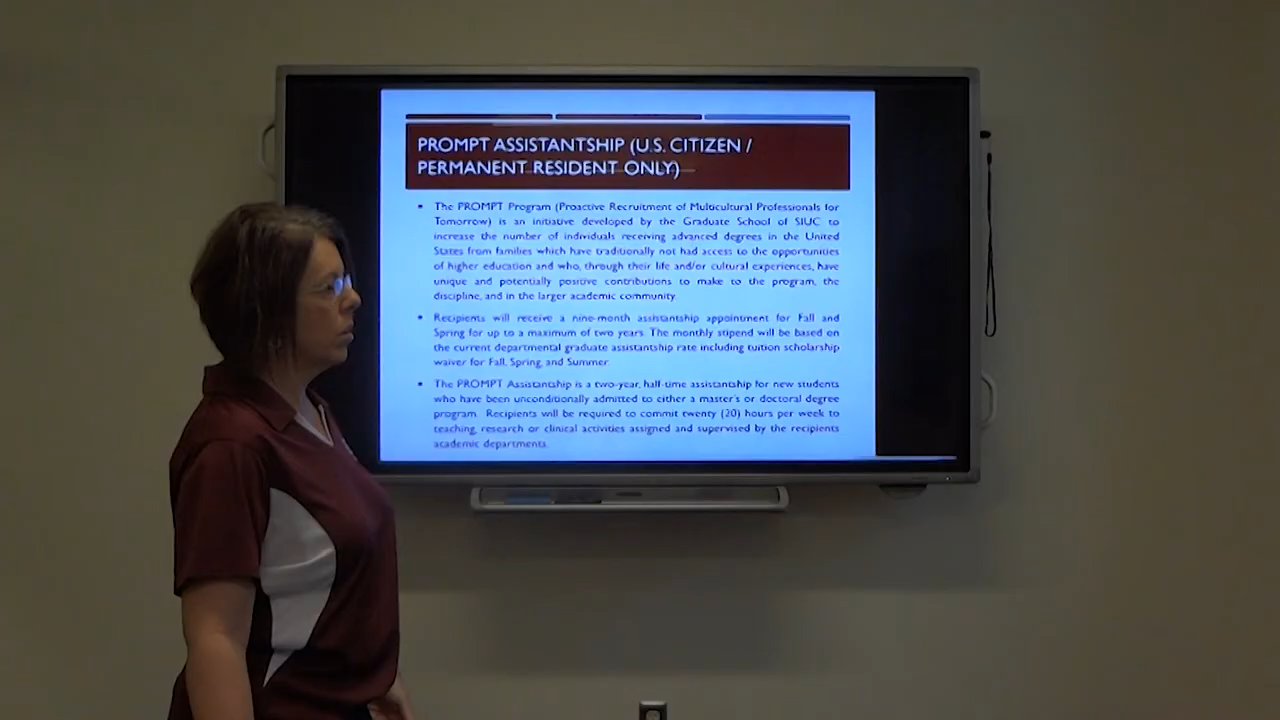 PROMPT ASSISTANTSHIP (U.S. CITIZEN /
PERMANENT RESIDENT ONLY)
▪ The PROMPT Program (Proactive Recruitment of Multicultural Professionals for
Tomorrow) is an initiative developed by the Graduate School of SIUC to
increase the number of individuals receiving advanced degrees in the United
States from families which have traditionally not had access to the opportunities
of higher education and who, through their life and/or cultural experiences, have
unique and potentially positive contributions to make to the program, the
discipline, and in the larger academic community.
▪ Recipients will receive a nine-month assistantship appointment for Fall and
Spring for up to a maximum of two years. The monthly stipend will be based on
the current departmental graduate assistantship rate including tuition scholarship
waiver for Fall, Spring, and Summer.
▪ The PROMPT Assistantship is a two-year, half-time assistantship for new students
who have been unconditionally admitted to either a master's or doctoral degree
program. Recipients will be required to commit twenty (20) hours per week to
teaching, research or clinical activities assigned and supervised by the recipients
academic departments.